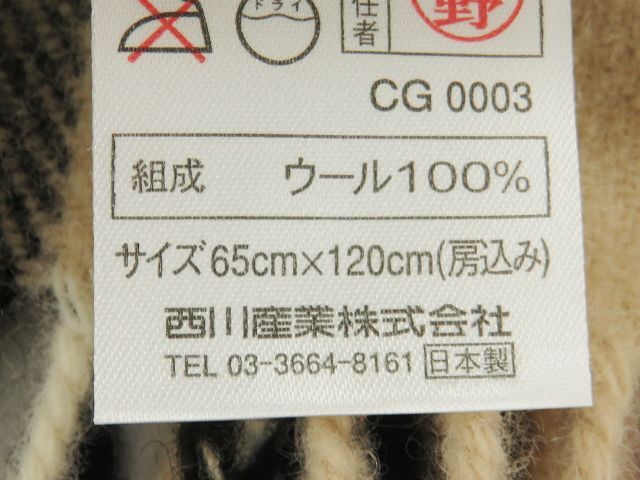 ドライ
任者
野
CG 0003
組成 ウール100%
サイズ65cm×120cm(房込み)
西川産業株式会社
TEL 03-3664-8161 日本製